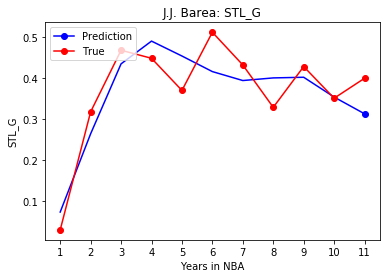 J.J. Barea: STL_G
Prediction
True
0.5
0.4
0.3
0.2
0.1
STL_G
1 2 3 4 5 6 7 8 9 10 11
Years in NBA